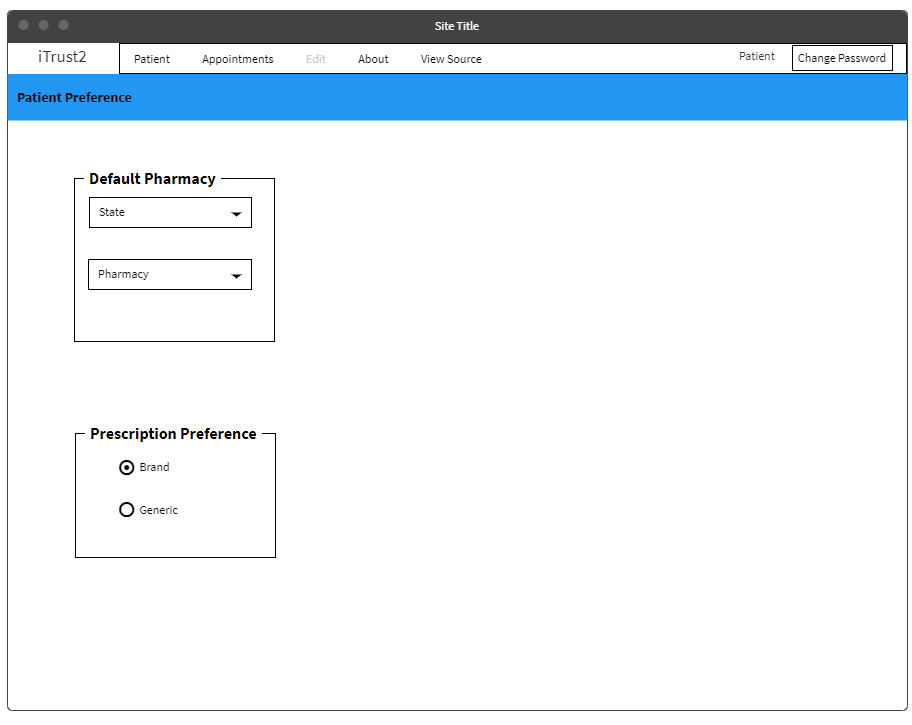 Site Title
iTrust2
Patient Appointments Edit About View Source Patient Change Password
Patient Preference
Default Pharmacy
State
Pharmacy
Prescription Preference
Brand
Generic